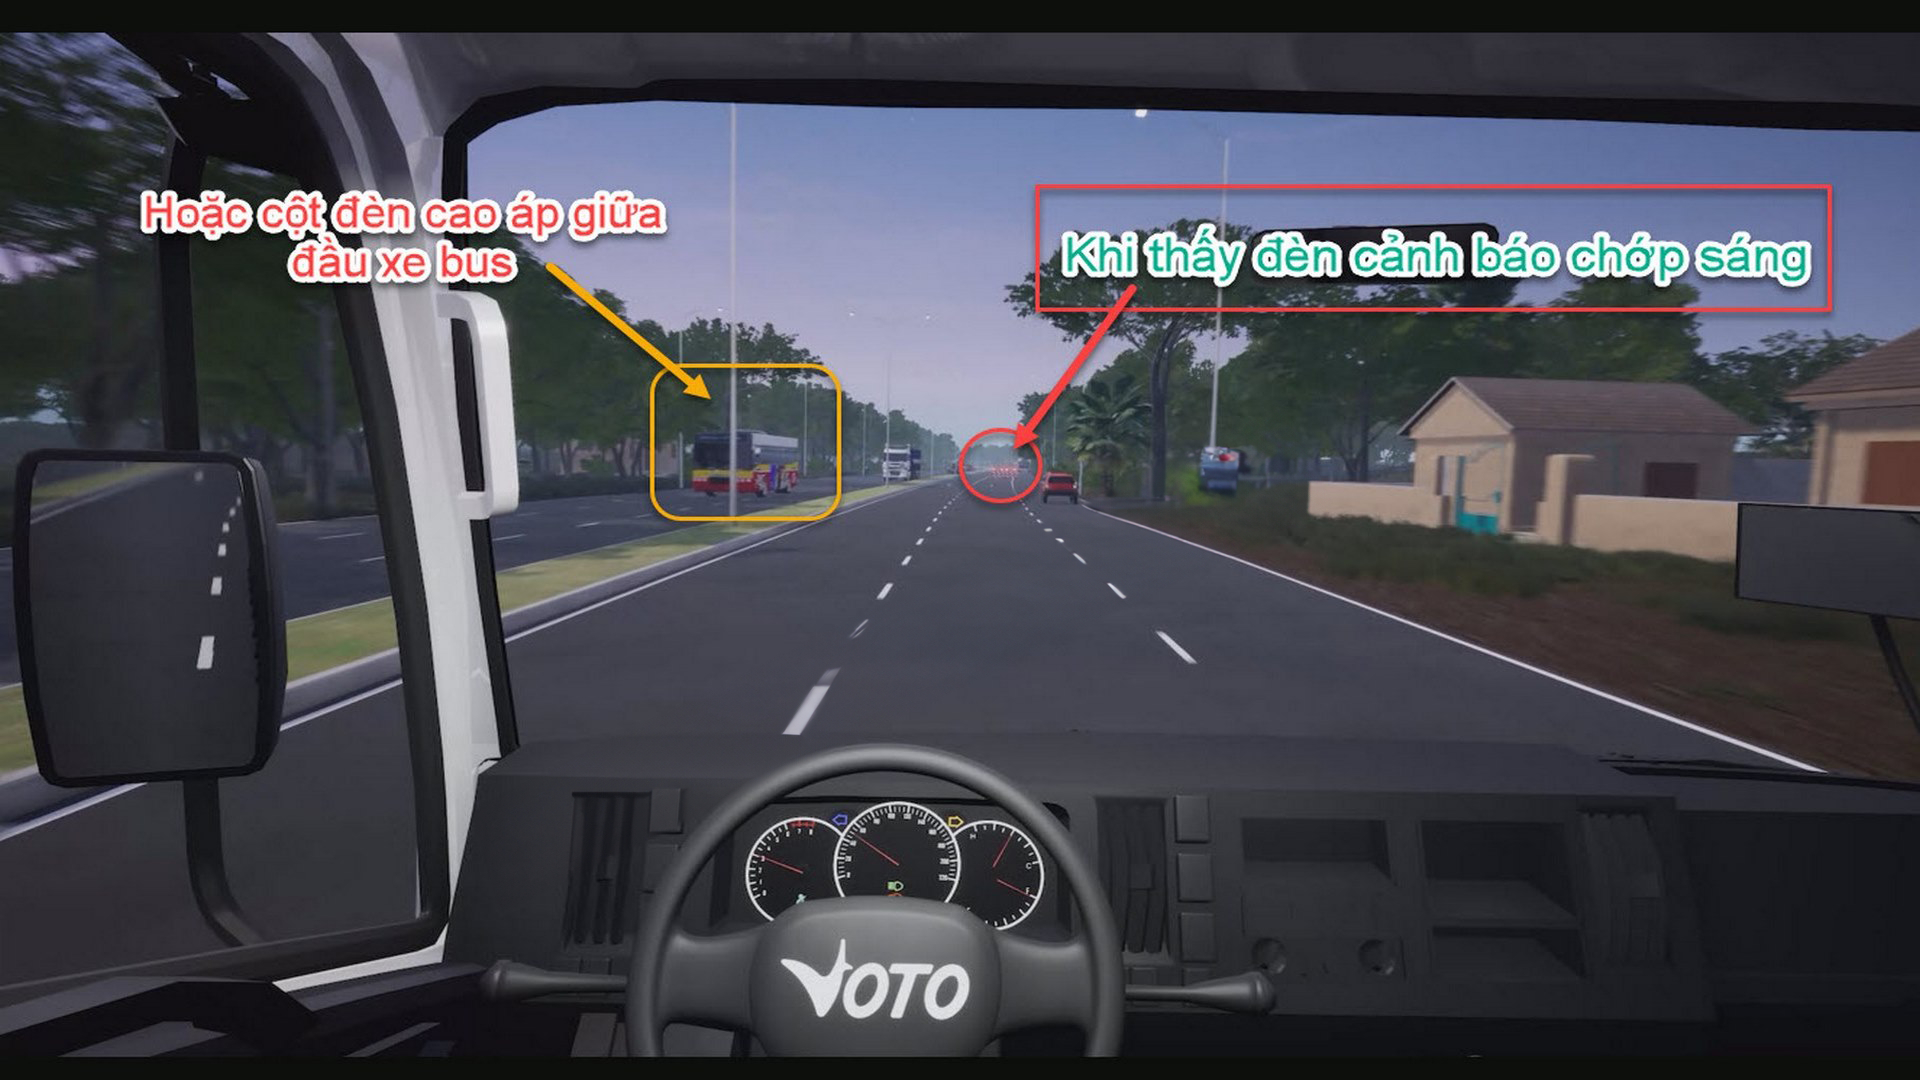 Hoặc cột đèn cao áp giữa
đầu xe bus
Khi thấy đèn cảnh báo chớp sáng
VOTO